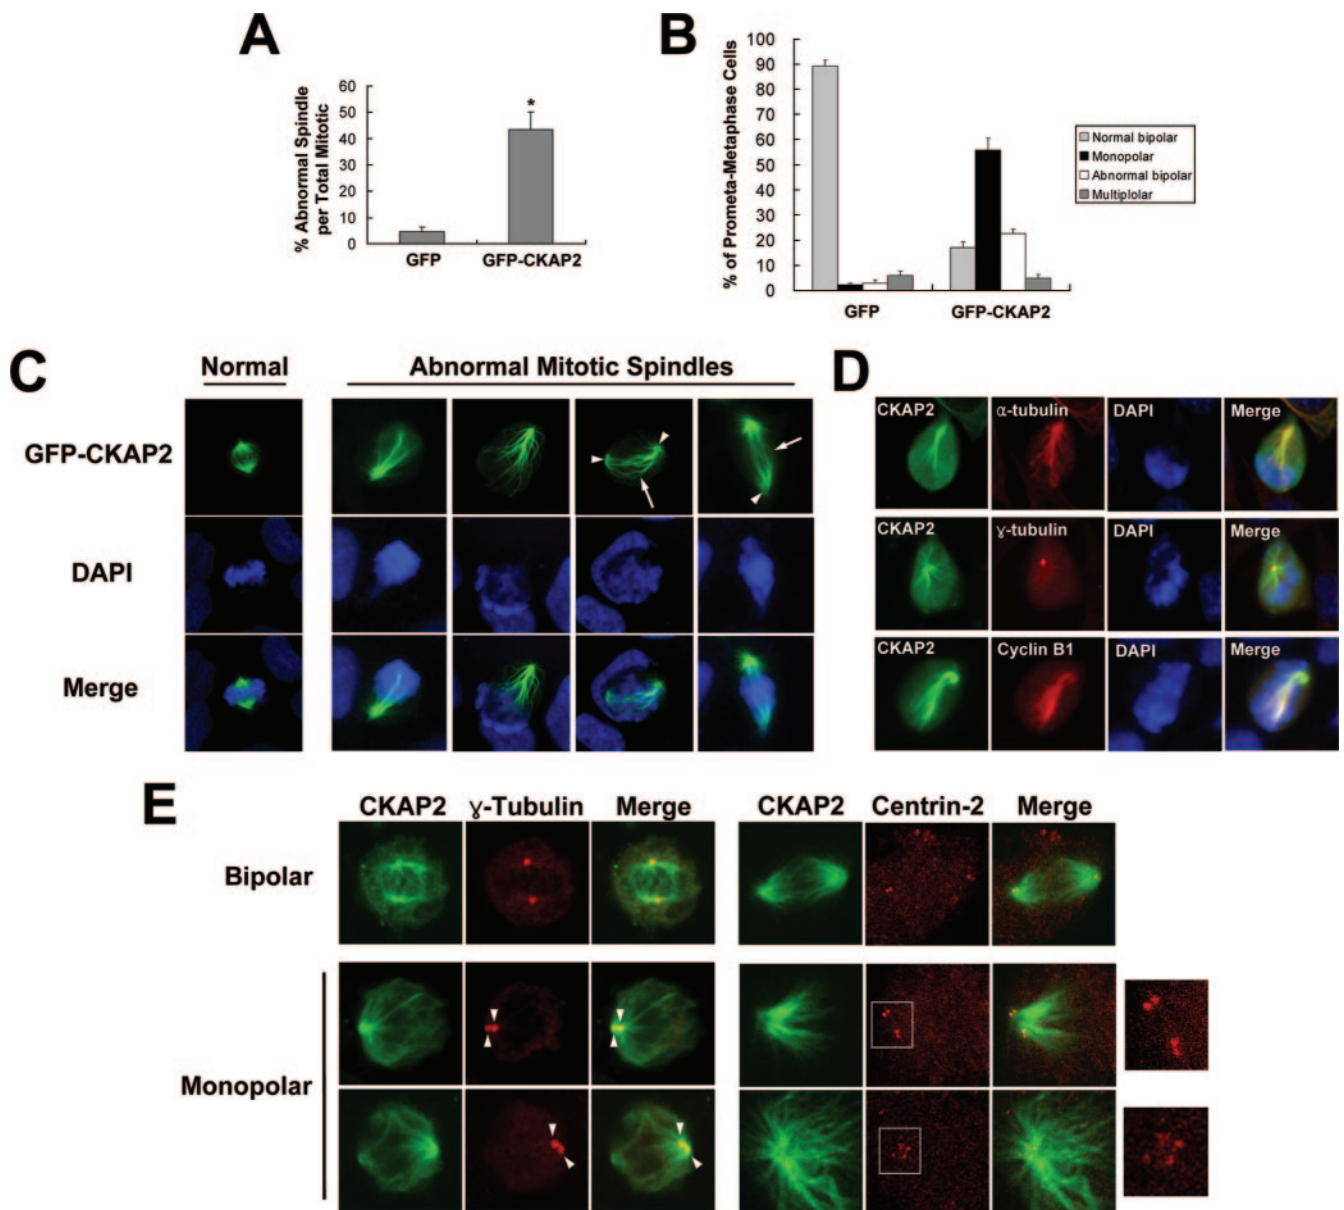 A
% Abnormal Spindle
per Total Mitotic
60
50
40
30
20
10
0
*
GFP
GFP-CKAP2
B
% of Prometa-Metaphase Cells
100
90
80
70
60
50
40
30
20
10
0
GFP
GFP-CKAP2
Normal bipolar
Monopolar
Abnormal bipolar
Multiplolar
C
Normal
Abnormal Mitotic Spindles
GFP-CKAP2
DAPI
Merge
D
CKAP2 α-tubulin DAPI Merge
CKAP2 ɣ-tubulin DAPI Merge
CKAP2 Cyclin B1 DAPI Merge
E
CKAP2 ɣ-Tubulin Merge CKAP2 Centrin-2 Merge
Bipolar
Monopolar